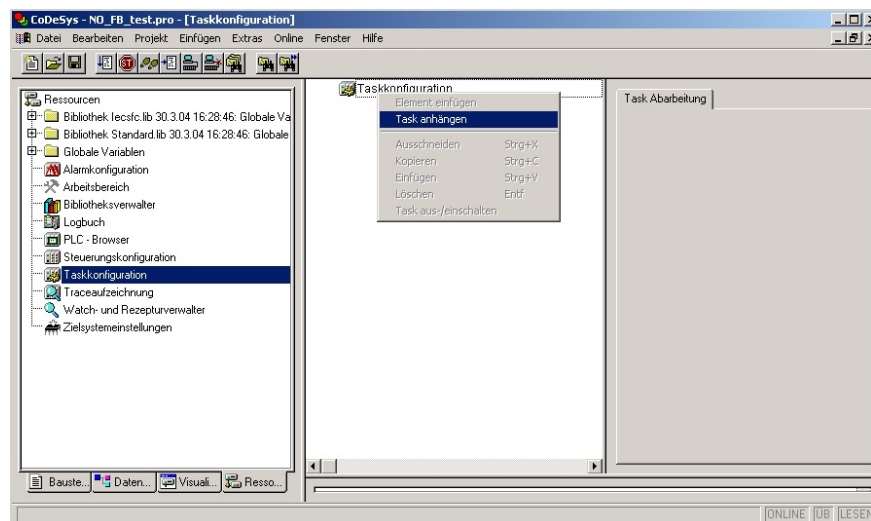 CoDeSys - NO_FB_test.pro - [Taskkonfiguration]
Datei Bearbeiten Projekt Einfügen Extras Online Fenster Hilfe
Ressourcen
Bibliothek Iecsfc.lib 30.3.04 16:28:46: Globale Va
Bibliothek Standard.lib 30.3.04 16:28:46: Globale
Globale Variablen
Alarmkonfiguration
Arbeitsbereich
Bibliotheksverwalter
Logbuch
PLC - Browser
Steuerungskonfiguration
Taskkonfiguration
Traceaufzeichnung
Watch- und Rezepturverwalter
Zielsystemeinstellungen
Bauste... Daten... Visuali... Resso...
Taskkonfiguration
Element einfügen
Task anhängen
Ausschneiden Strg+X
Kopieren Strg+C
Einfügen Strg+V
Löschen Entf
Task aus-/einschalten
Task Abarbeitung
ONLINE ÜB LESEN